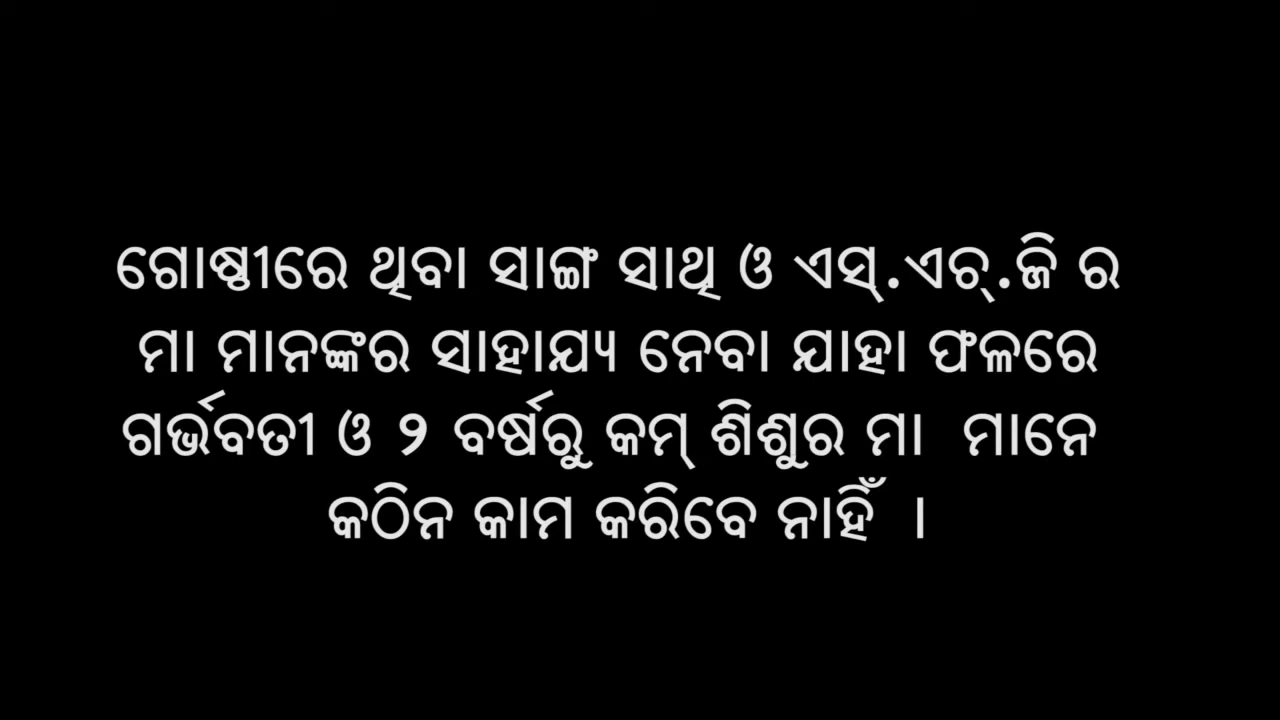 ଗୋଷ୍ଠୀରେ ଥିବା ସାଙ୍ଗ ସାଥି ଓ ଏସ୍.ଏଚ୍.ଜି ର
ମା ମାନଙ୍କର ସାହାଯ୍ୟ ନେବା ଯାହା ଫଳରେ
ଗର୍ଭବତୀ ଓ ୨ ବର୍ଷରୁ କମ୍ ଶିଶୁର ମା ମାନେ
କଠିନ କାମ କରିବେ ନାହିଁ ।